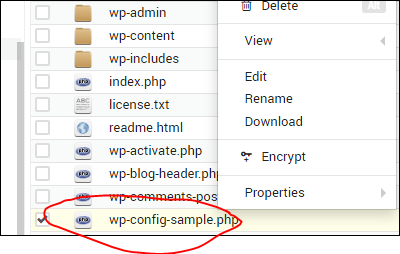 wp-admin
wp-content
wp-includes
index.php
license.txt
readme.html
wp-activate.php
wp-blog-header.php
wp-comments-pos
wp-config-sample.php
Delete
Alt
View
Edit
Rename
Download
Encrypt
Properties